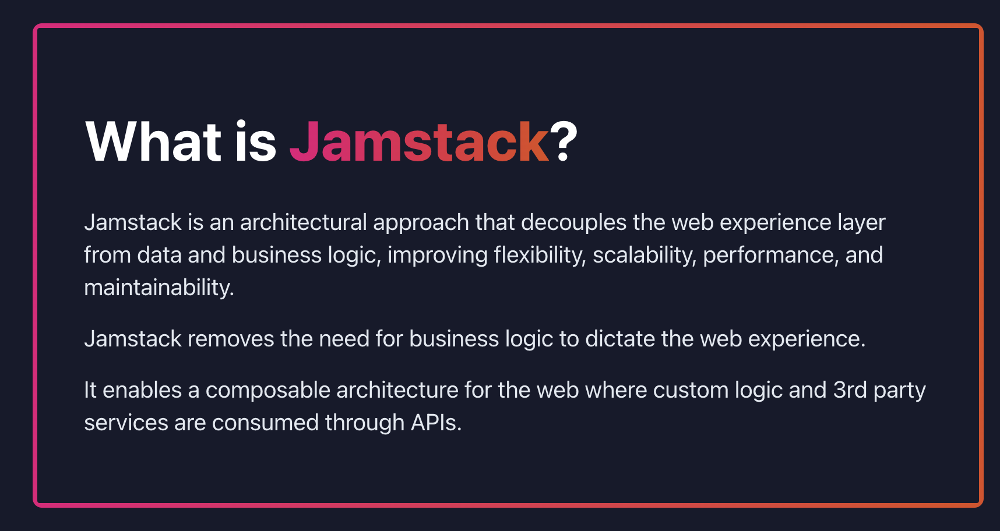 What is Jamstack?
Jamstack is an architectural approach that decouples the web experience layer
from data and business logic, improving flexibility, scalability, performance, and
maintainability.
Jamstack removes the need for business logic to dictate the web experience.
It enables a composable architecture for the web where custom logic and 3rd party
services are consumed through APIs.